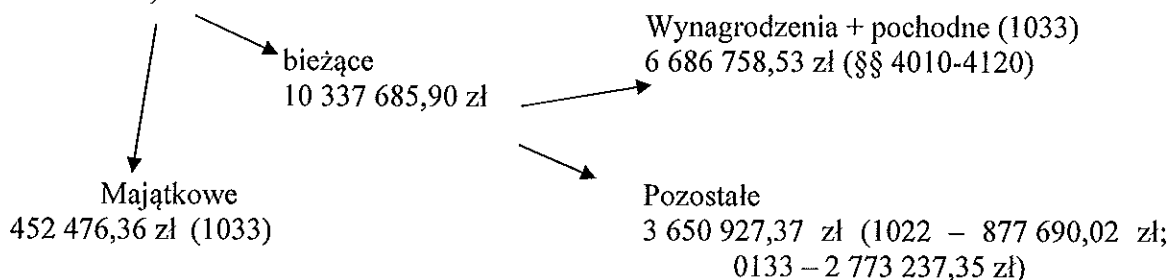 Wynagrodzenia + pochodne (1033)
6 686 758,53 zł (§§ 4010-4120)
bieżące
10 337 685,90 zł
Majątkowe
452 476,36 zł (1033)
Pozostałe
3 650 927,37 zł (1022 – 877 690,02 zł;
0133 – 2 773 237,35 zł)